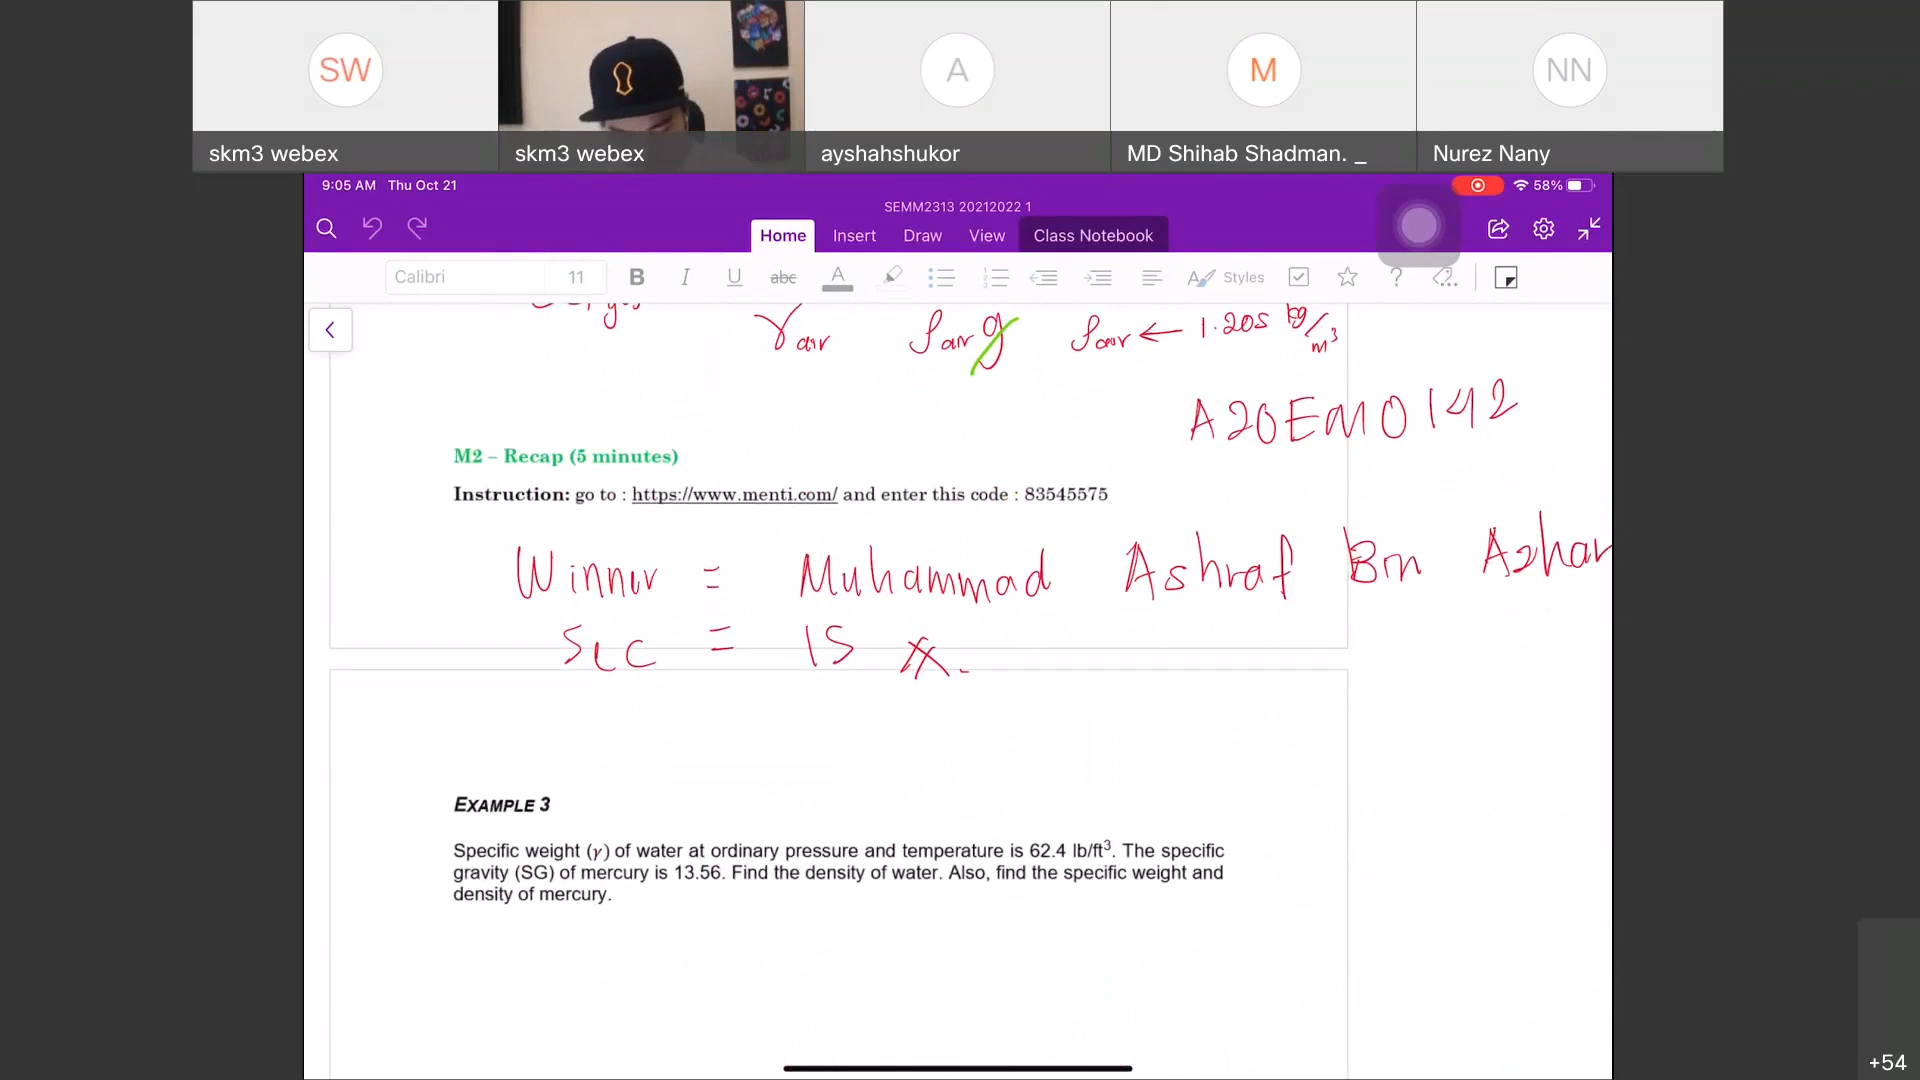 SW A M NN
skm3 webex skm3 webex ayshahshukor MD Shihab Shadman. _ Nurez Nany
9:05 AM Thu Oct 21 58%
SEMM2313 20212022 1
Home Insert Draw View Class Notebook
Calibri 11 B I U abc A Styles ?
γair ρair g ρair ← 1.205 kg/m³
A20EM0142
M2 – Recap (5 minutes)
Instruction: go to : https://www.menti.com/ and enter this code : 83545575
Winner = Muhammad Ashraf Bin Azhar
Sec = 15
EXAMPLE 3
Specific weight (γ) of water at ordinary pressure and temperature is 62.4 lb/ft³. The specific
gravity (SG) of mercury is 13.56. Find the density of water. Also, find the specific weight and
density of mercury.
+54